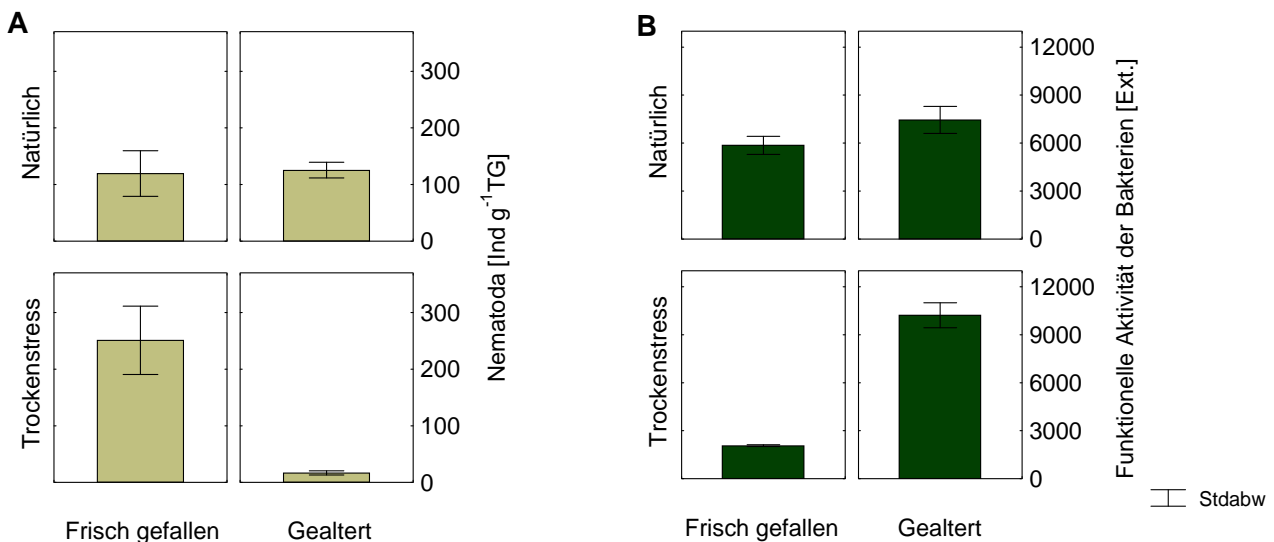 A
Natürlich
300
200
100
0
Trockenstress
300
200
100
0
Nematoda [Ind g-1TG]
Frisch gefallen
Gealtert
B
Natürlich
12000
9000
6000
3000
0
Trockenstress
12000
9000
6000
3000
0
Funktionelle Aktivität der Bakterien [Ext.]
Frisch gefallen
Gealtert
Stdabw